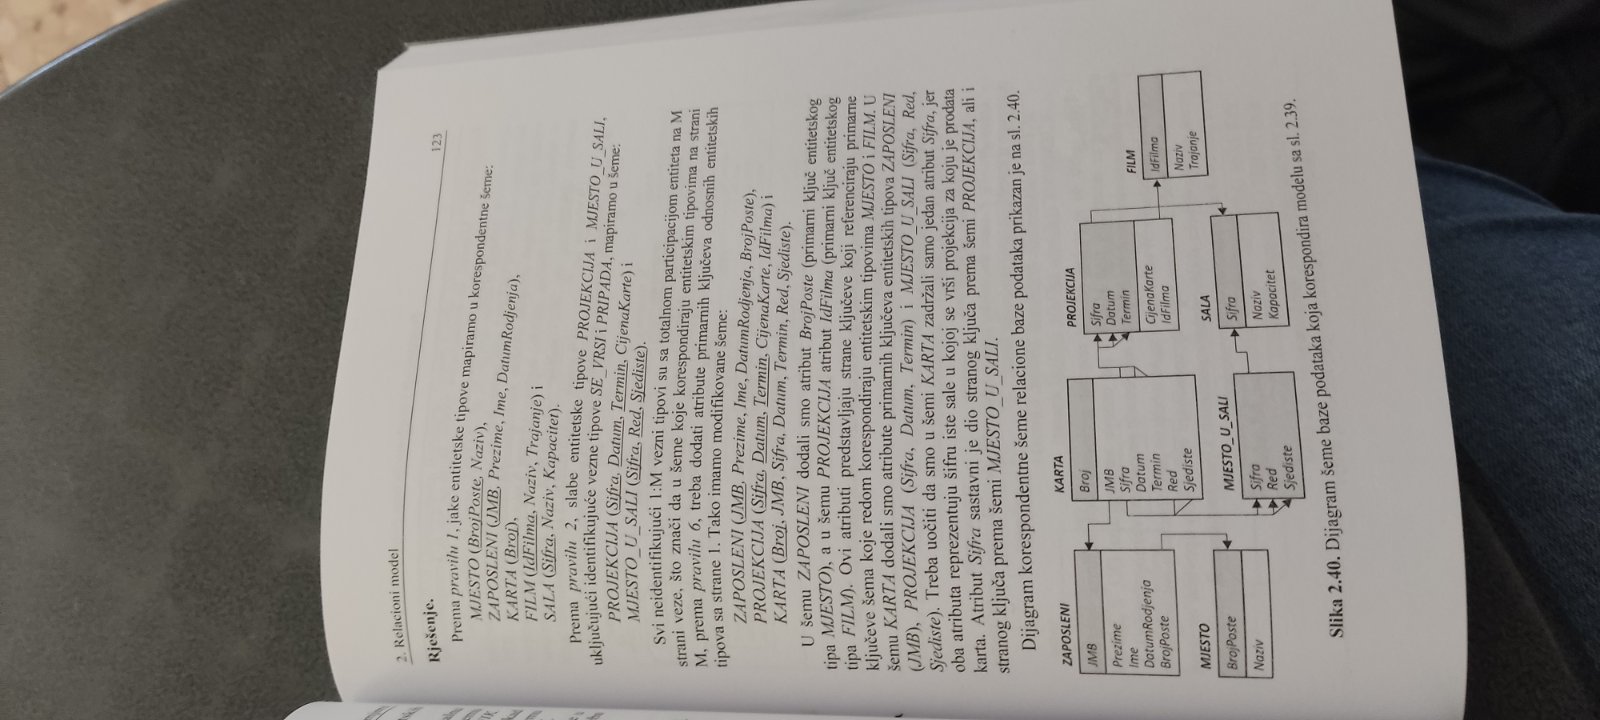 2. Relacioni model
123
Rješenje.
Prema pravilu 1, jake entitetske tipove mapiramo u korespondentne šeme:
MJESTO (BrojPoste, Naziv),
ZAPOSLENI (JMB, Prezime, Ime, DatumRodjenja),
KARTA (Broj),
FILM (IdFilma, Naziv, Trajanje) i
SALA (Sifra, Naziv, Kapacitet).
Prema pravilu 2, slabe entitetske tipove PROJEKCIJA i MJESTO_U_SALI,
uključujući identifikujuće vezne tipove SE_VRSI i PRIPADA, mapiramo u šeme:
PROJEKCIJA (Sifra, Datum, Termin, CijenaKarte) i
MJESTO_U_SALI (Sifra, Red, Sjediste).
Svi neidentifikujući 1:M vezni tipovi su sa totalnom participacijom entiteta na M
strani veze, što znači da u šeme koje korespondiraju entitetskim tipovima na strani
M, prema pravilu 6, treba dodati atribute primarnih ključeva odnosnih entitetskih
tipova sa strane 1. Tako imamo modifikovane šeme:
ZAPOSLENI (JMB, Prezime, Ime, DatumRodjenja, BrojPoste),
PROJEKCIJA (Sifra, Datum, Termin, CijenaKarte, IdFilma) i
KARTA (Broj, JMB, Sifra, Datum, Termin, Red, Sjediste).
U šemu ZAPOSLENI dodali smo atribut BrojPoste (primarni ključ entitetskog
tipa MJESTO), a u šemu PROJEKCIJA atribut IdFilma (primarni ključ entitetskog
tipa FILM). Ovi atributi predstavljaju strane ključeve koji referenciraju primarne
ključeve šema koje redom korespondiraju entitetskim tipovima MJESTO i FILM. U
šemu KARTA dodali smo atribute primarnih ključeva entitetskih tipova ZAPOSLENI
(JMB), PROJEKCIJA (Sifra, Datum, Termin) i MJESTO_U_SALI (Sifra, Red,
Sjediste). Treba uočiti da smo u šemi KARTA zadržali samo jedan atribut Sifra, jer
oba atributa reprezentuju šifru iste sale u kojoj se vrši projekcija za koju je prodata
karta. Atribut Sifra sastavni je dio stranog ključa prema šemi PROJEKCIJA, ali i
stranog ključa prema šemi MJESTO_U_SALI.
Dijagram korespondentne šeme relacione baze podataka prikazan je na sl. 2.40.
ZAPOSLENI
JMB
Prezime
Ime
DatumRodjenja
BrojPoste
MJESTO
BrojPoste
Naziv
KARTA
Broj
JMB
Sifra
Datum
Termin
Red
Sjediste
MJESTO_U_SALI
Sifra
Red
Sjediste
PROJEKCIJA
Sifra
Datum
Termin
CijenaKarte
IdFilma
SALA
Sifra
Naziv
Kapacitet
FILM
IdFilma
Naziv
Trajanje
Slika 2.40. Dijagram šeme baze podataka koja korespondira modelu sa sl. 2.39.